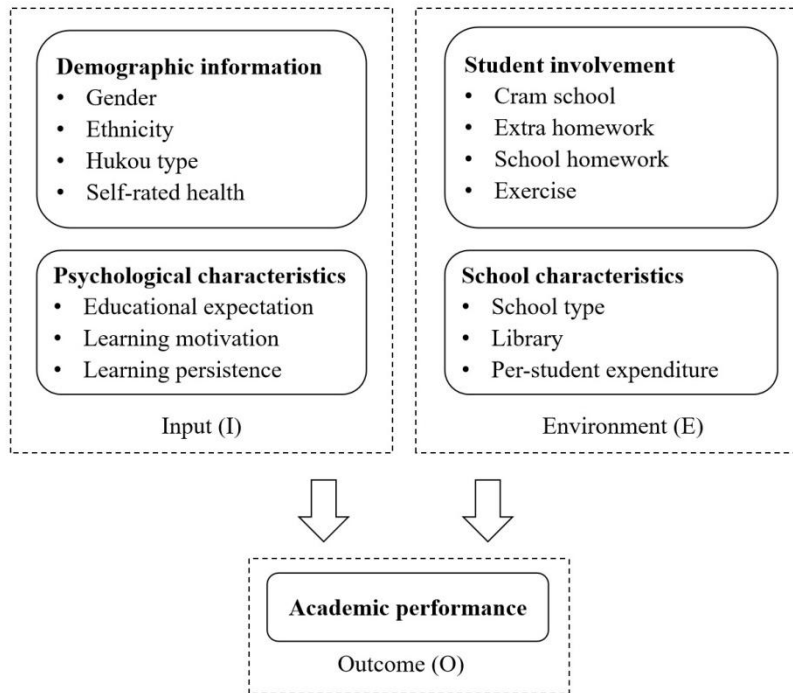 Demographic information
• Gender
• Ethnicity
• Hukou type
• Self-rated health
Psychological characteristics
• Educational expectation
• Learning motivation
• Learning persistence
Input (I)
Student involvement
• Cram school
• Extra homework
• School homework
• Exercise
School characteristics
• School type
• Library
• Per-student expenditure
Environment (E)
Academic performance
Outcome (O)